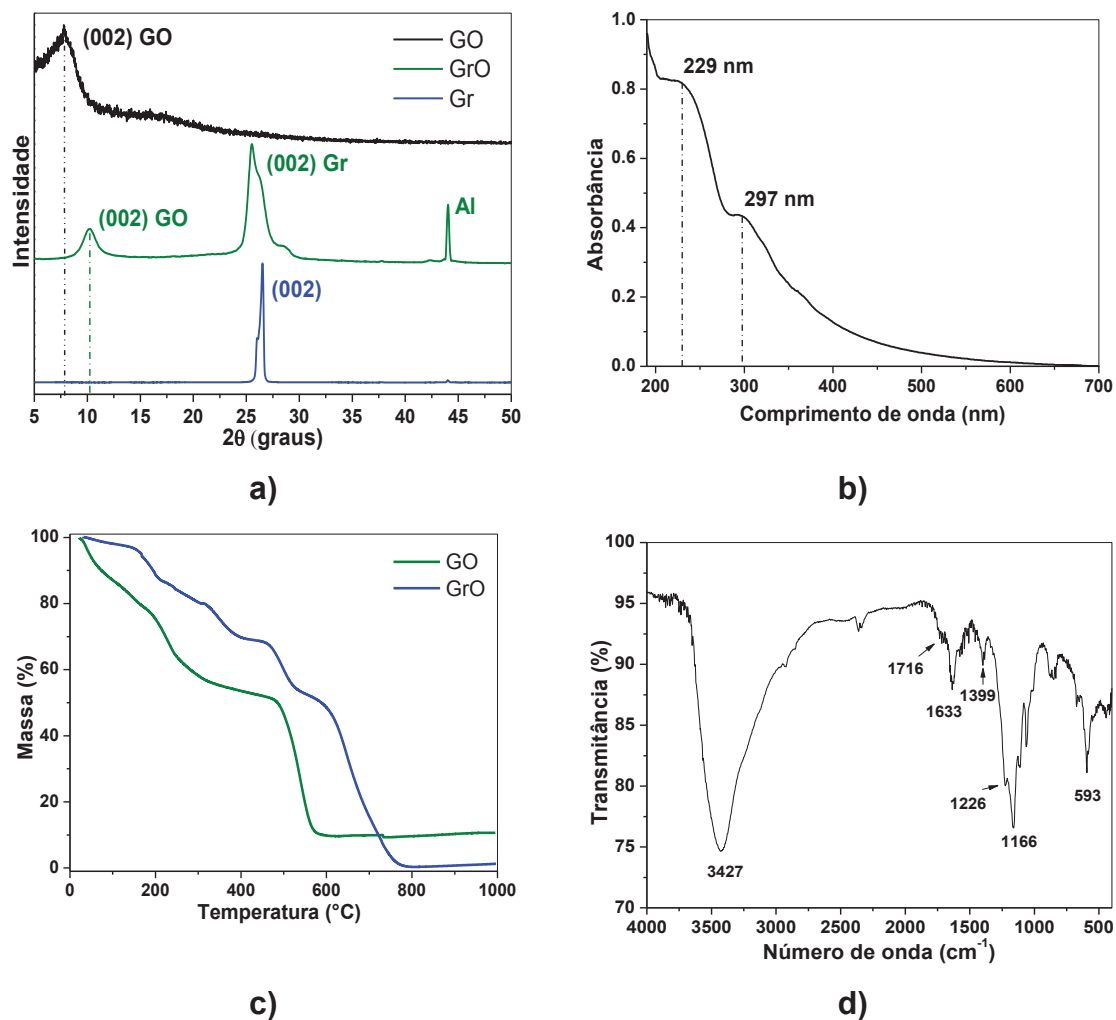 (002) GO
GO
GrO
Gr
(002) Gr
(002) GO
Al
(002)
Intensidade
5 10 15 20 25 30 35 40 45 50
2θ (graus)
a)
1.0
0.8
0.6
0.4
0.2
0.0
229 nm
297 nm
Absorbância
200 300 400 500 600 700
Comprimento de onda (nm)
b)
100
80
60
40
20
0
GO
GrO
Massa (%)
0 200 400 600 800 1000
Temperatura (°C)
c)
100
95
90
85
80
75
70
1716
1633
1399
1226
1166
593
3427
Transmitância (%)
4000 3500 3000 2500 2000 1500 1000 500
Número de onda (cm⁻¹)
d)